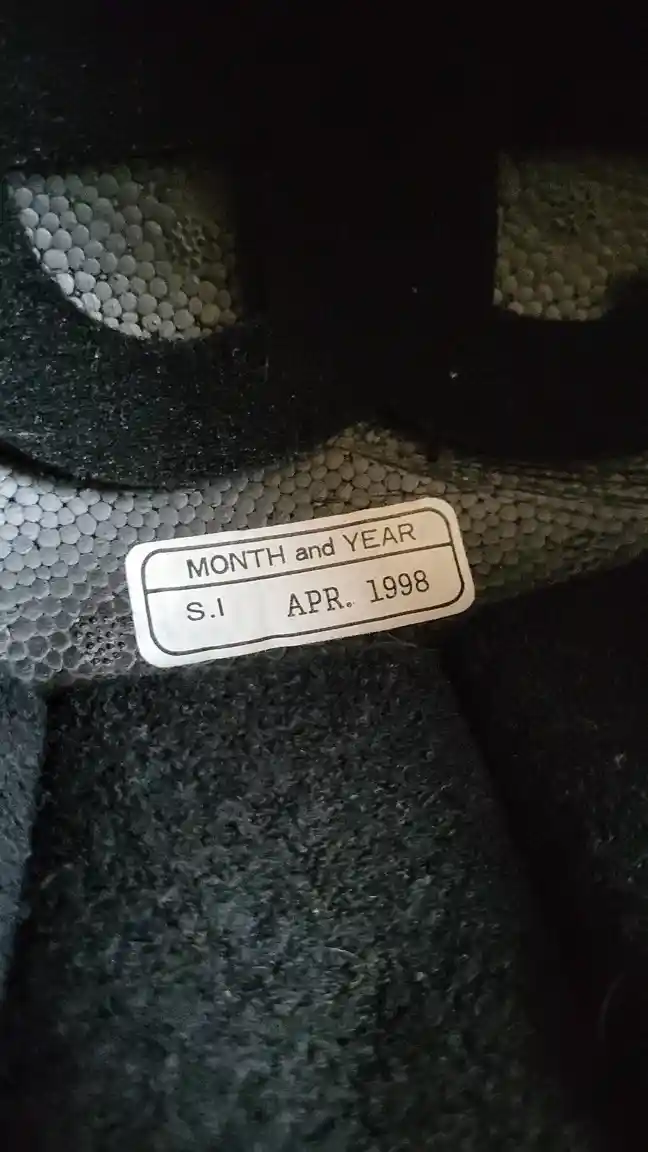 MONTH and YEAR
S.I APR. 1998